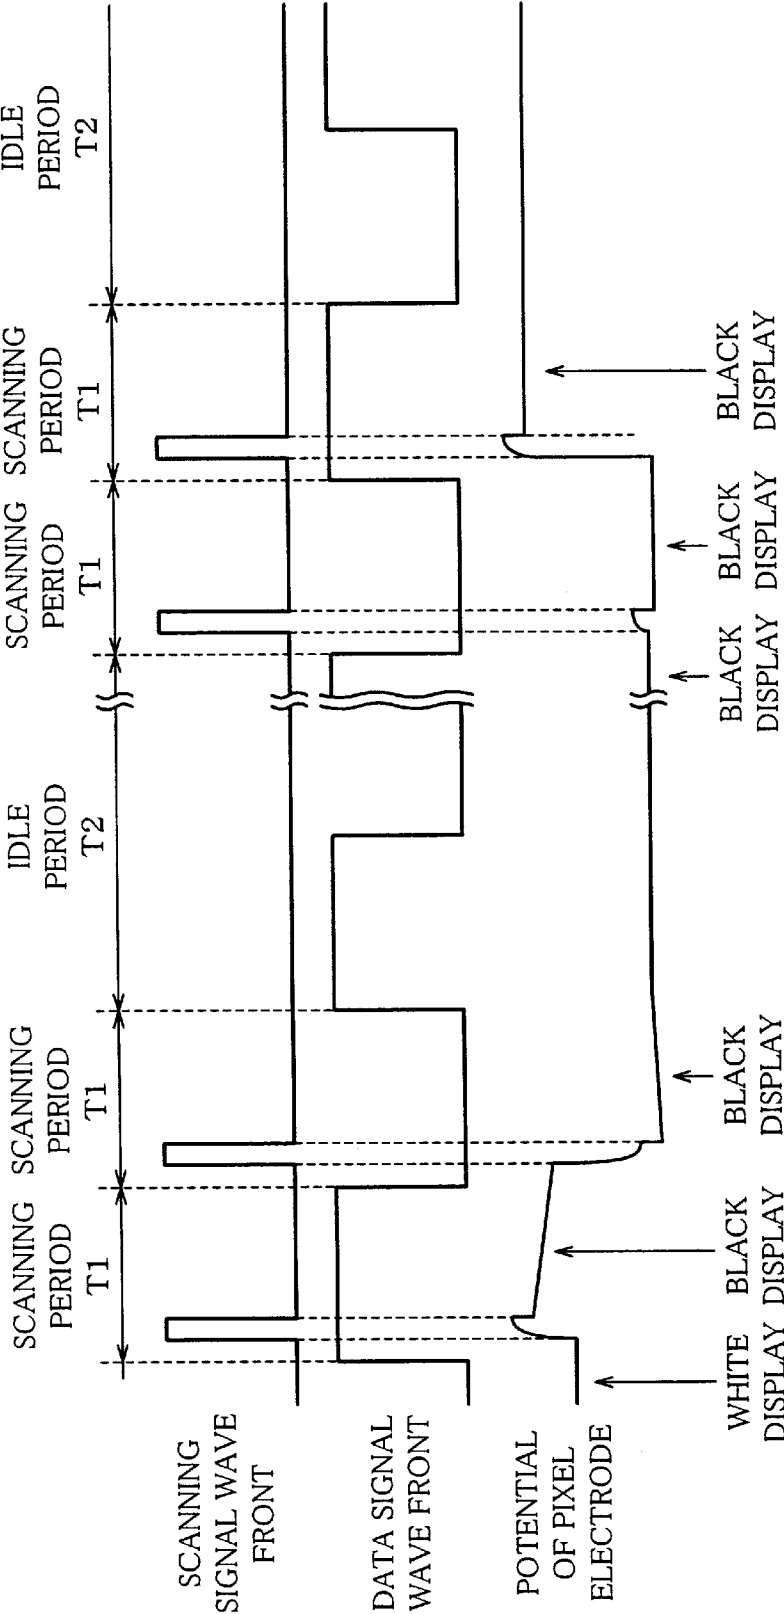 SCANNING
PERIOD
T1
SCANNING
PERIOD
T1
IDLE
PERIOD
T2
SCANNING
PERIOD
T1
SCANNING
PERIOD
T1
IDLE
PERIOD
T2
SCANNING
SIGNAL WAVE
FRONT
DATA SIGNAL
WAVE FRONT
POTENTIAL
OF PIXEL
ELECTRODE
WHITE
DISPLAY
BLACK
DISPLAY
BLACK
DISPLAY
BLACK
DISPLAY
BLACK
DISPLAY
BLACK
DISPLAY